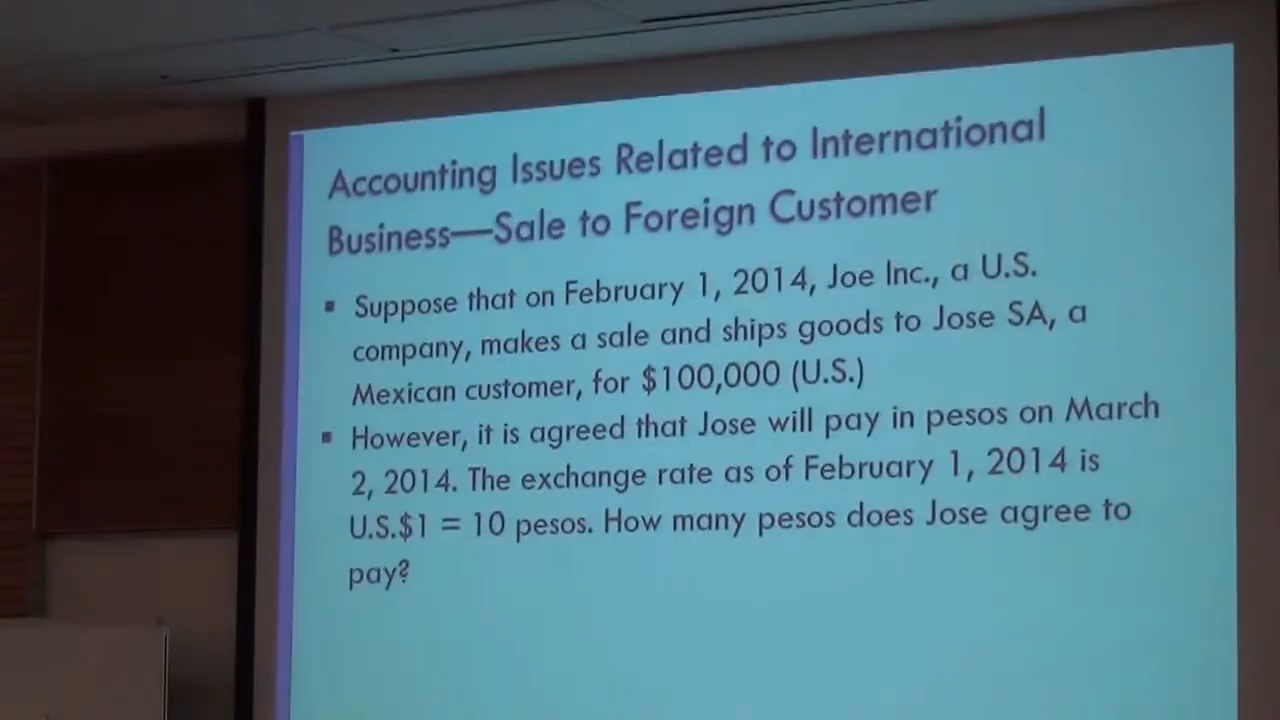 Accounting Issues Related to International
Business—Sale to Foreign Customer
▪ Suppose that on February 1, 2014, Joe Inc., a U.S.
company, makes a sale and ships goods to Jose SA, a
Mexican customer, for $100,000 (U.S.)
▪ However, it is agreed that Jose will pay in pesos on March
2, 2014. The exchange rate as of February 1, 2014 is
U.S.$1 = 10 pesos. How many pesos does Jose agree to
pay?